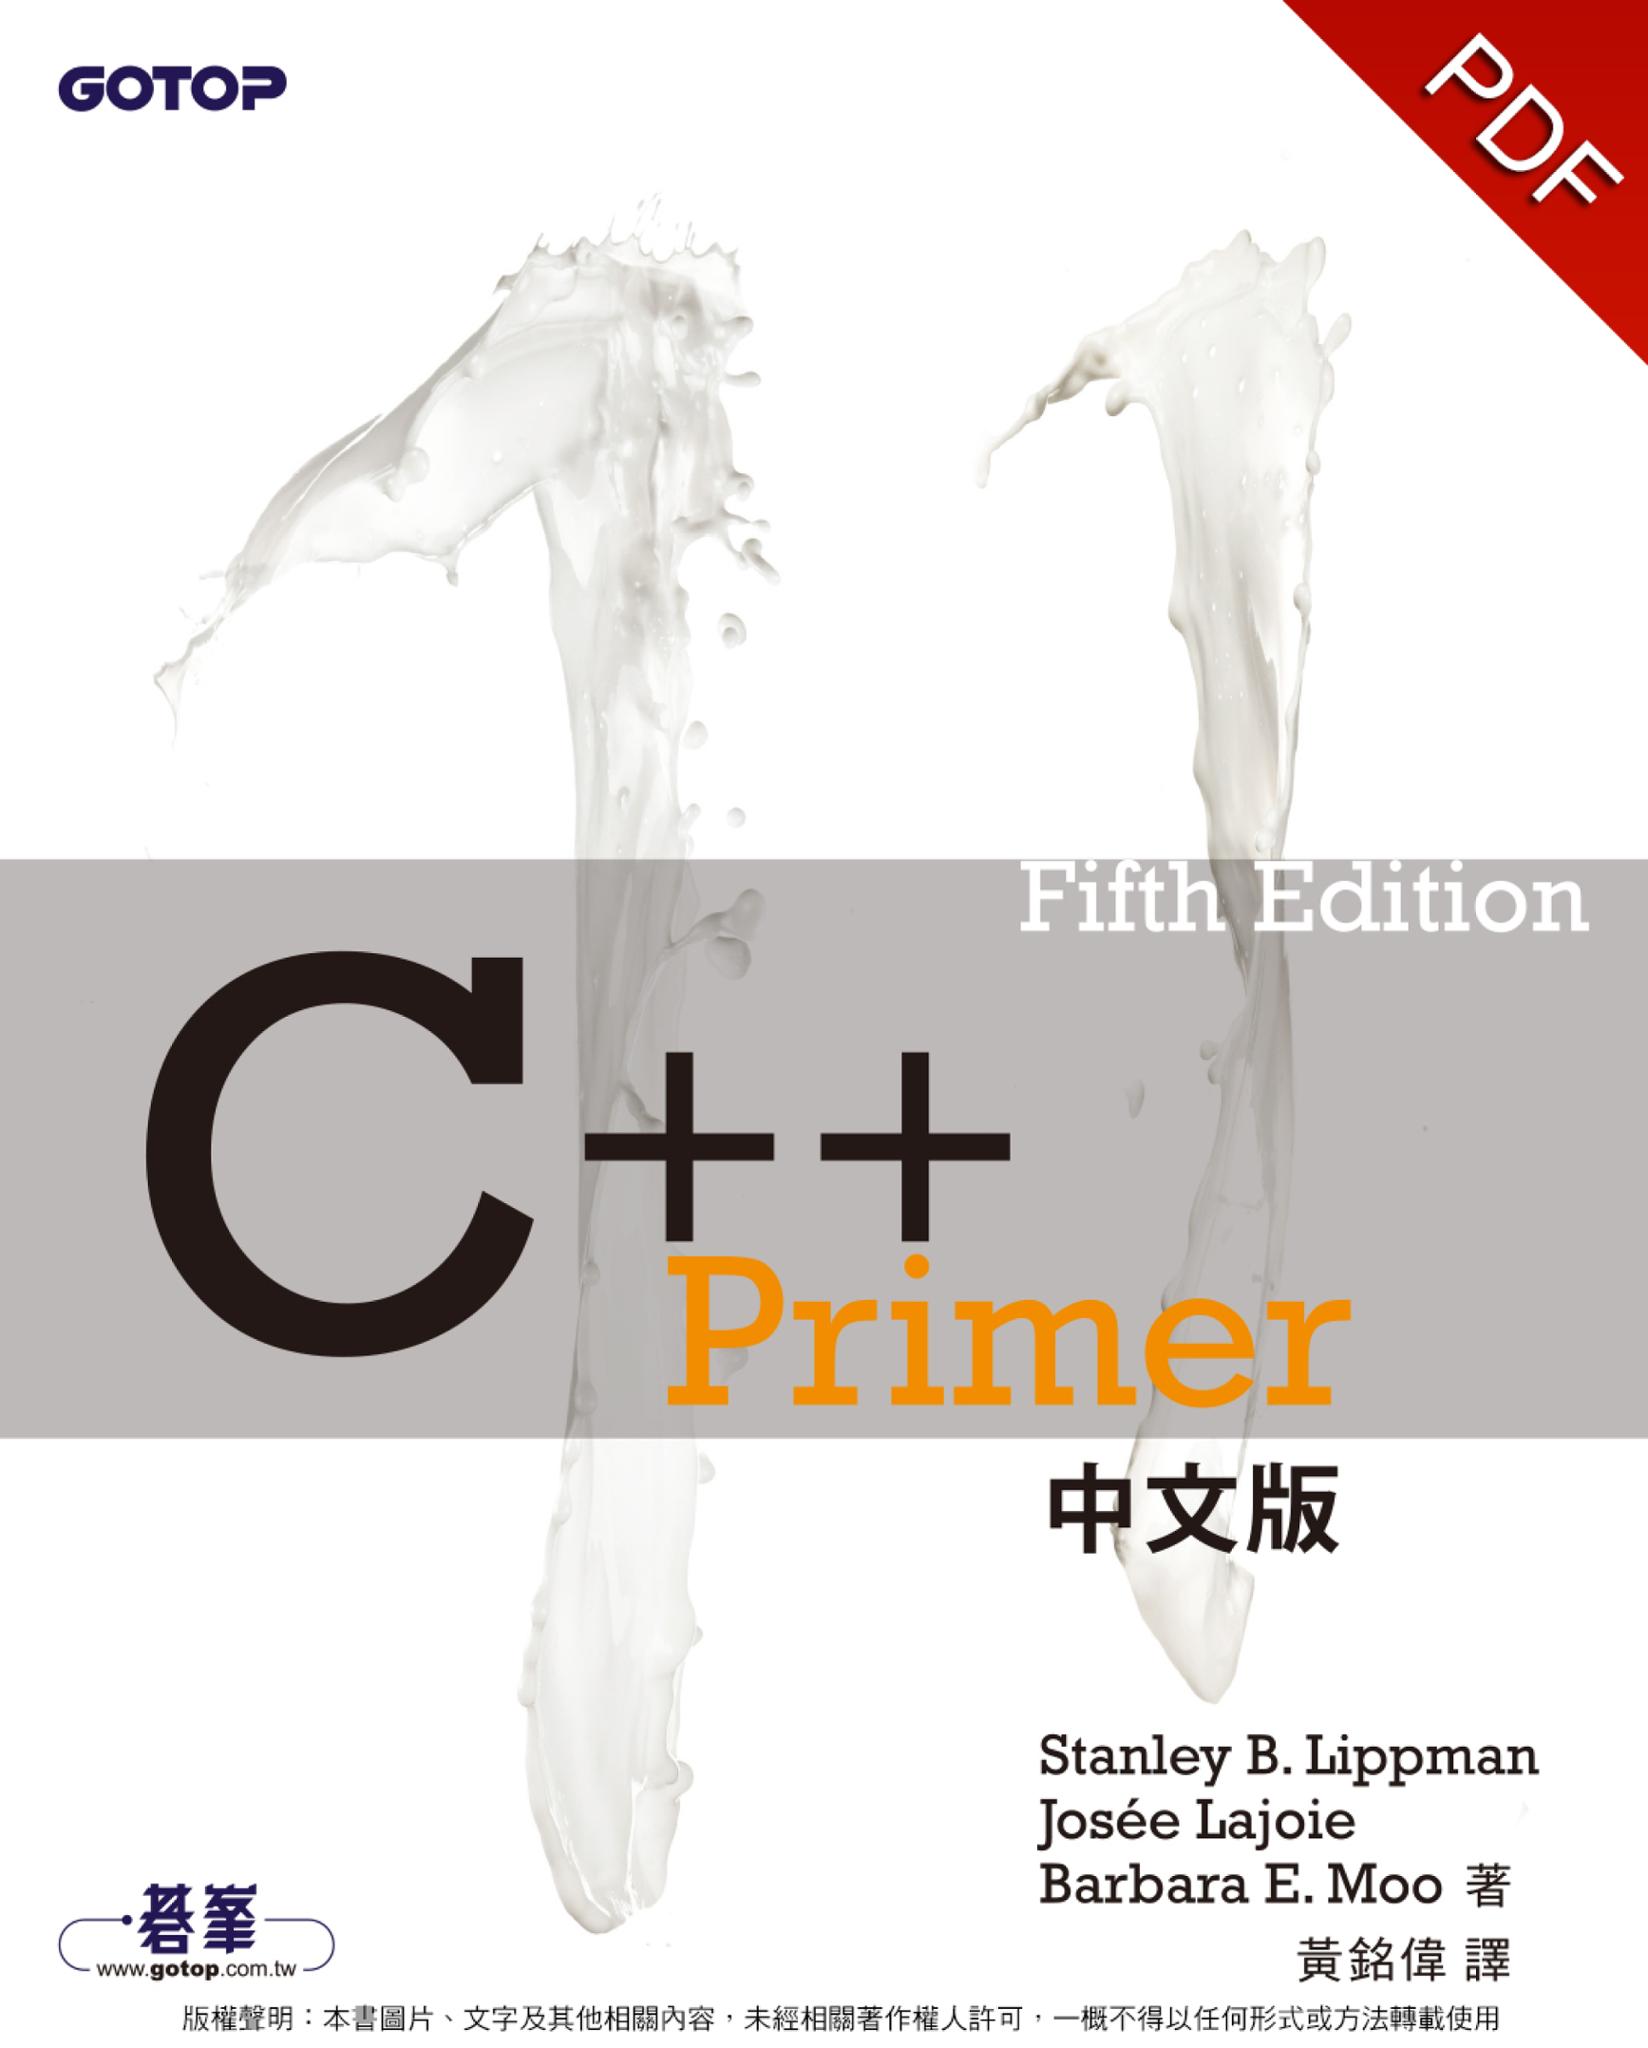 GOTOP
PDF
Fifth Edition
C++
Primer
中文版
Stanley B. Lippman
Josée Lajoie
Barbara E. Moo 著
黃銘偉 譯
碁峯
www.gotop.com.tw
版權聲明：本書圖片、文字及其他相關內容，未經相關著作權人許可，一概不得以任何形式或方法轉載使用